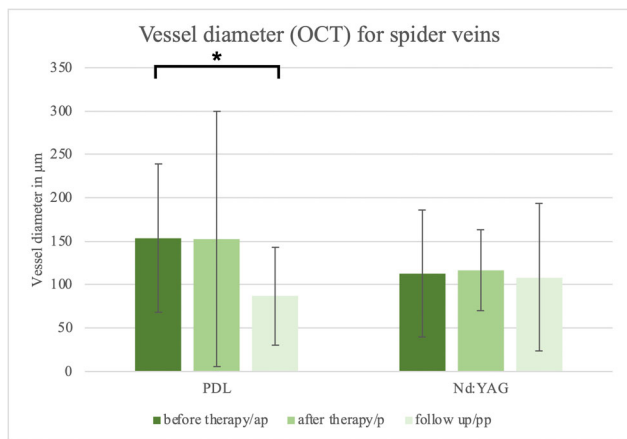 Vessel diameter (OCT) for spider veins
*
350
300
250
200
150
100
50
0
Vessel diameter in µm
PDL Nd:YAG
before therapy/ap after therapy/p follow up/pp